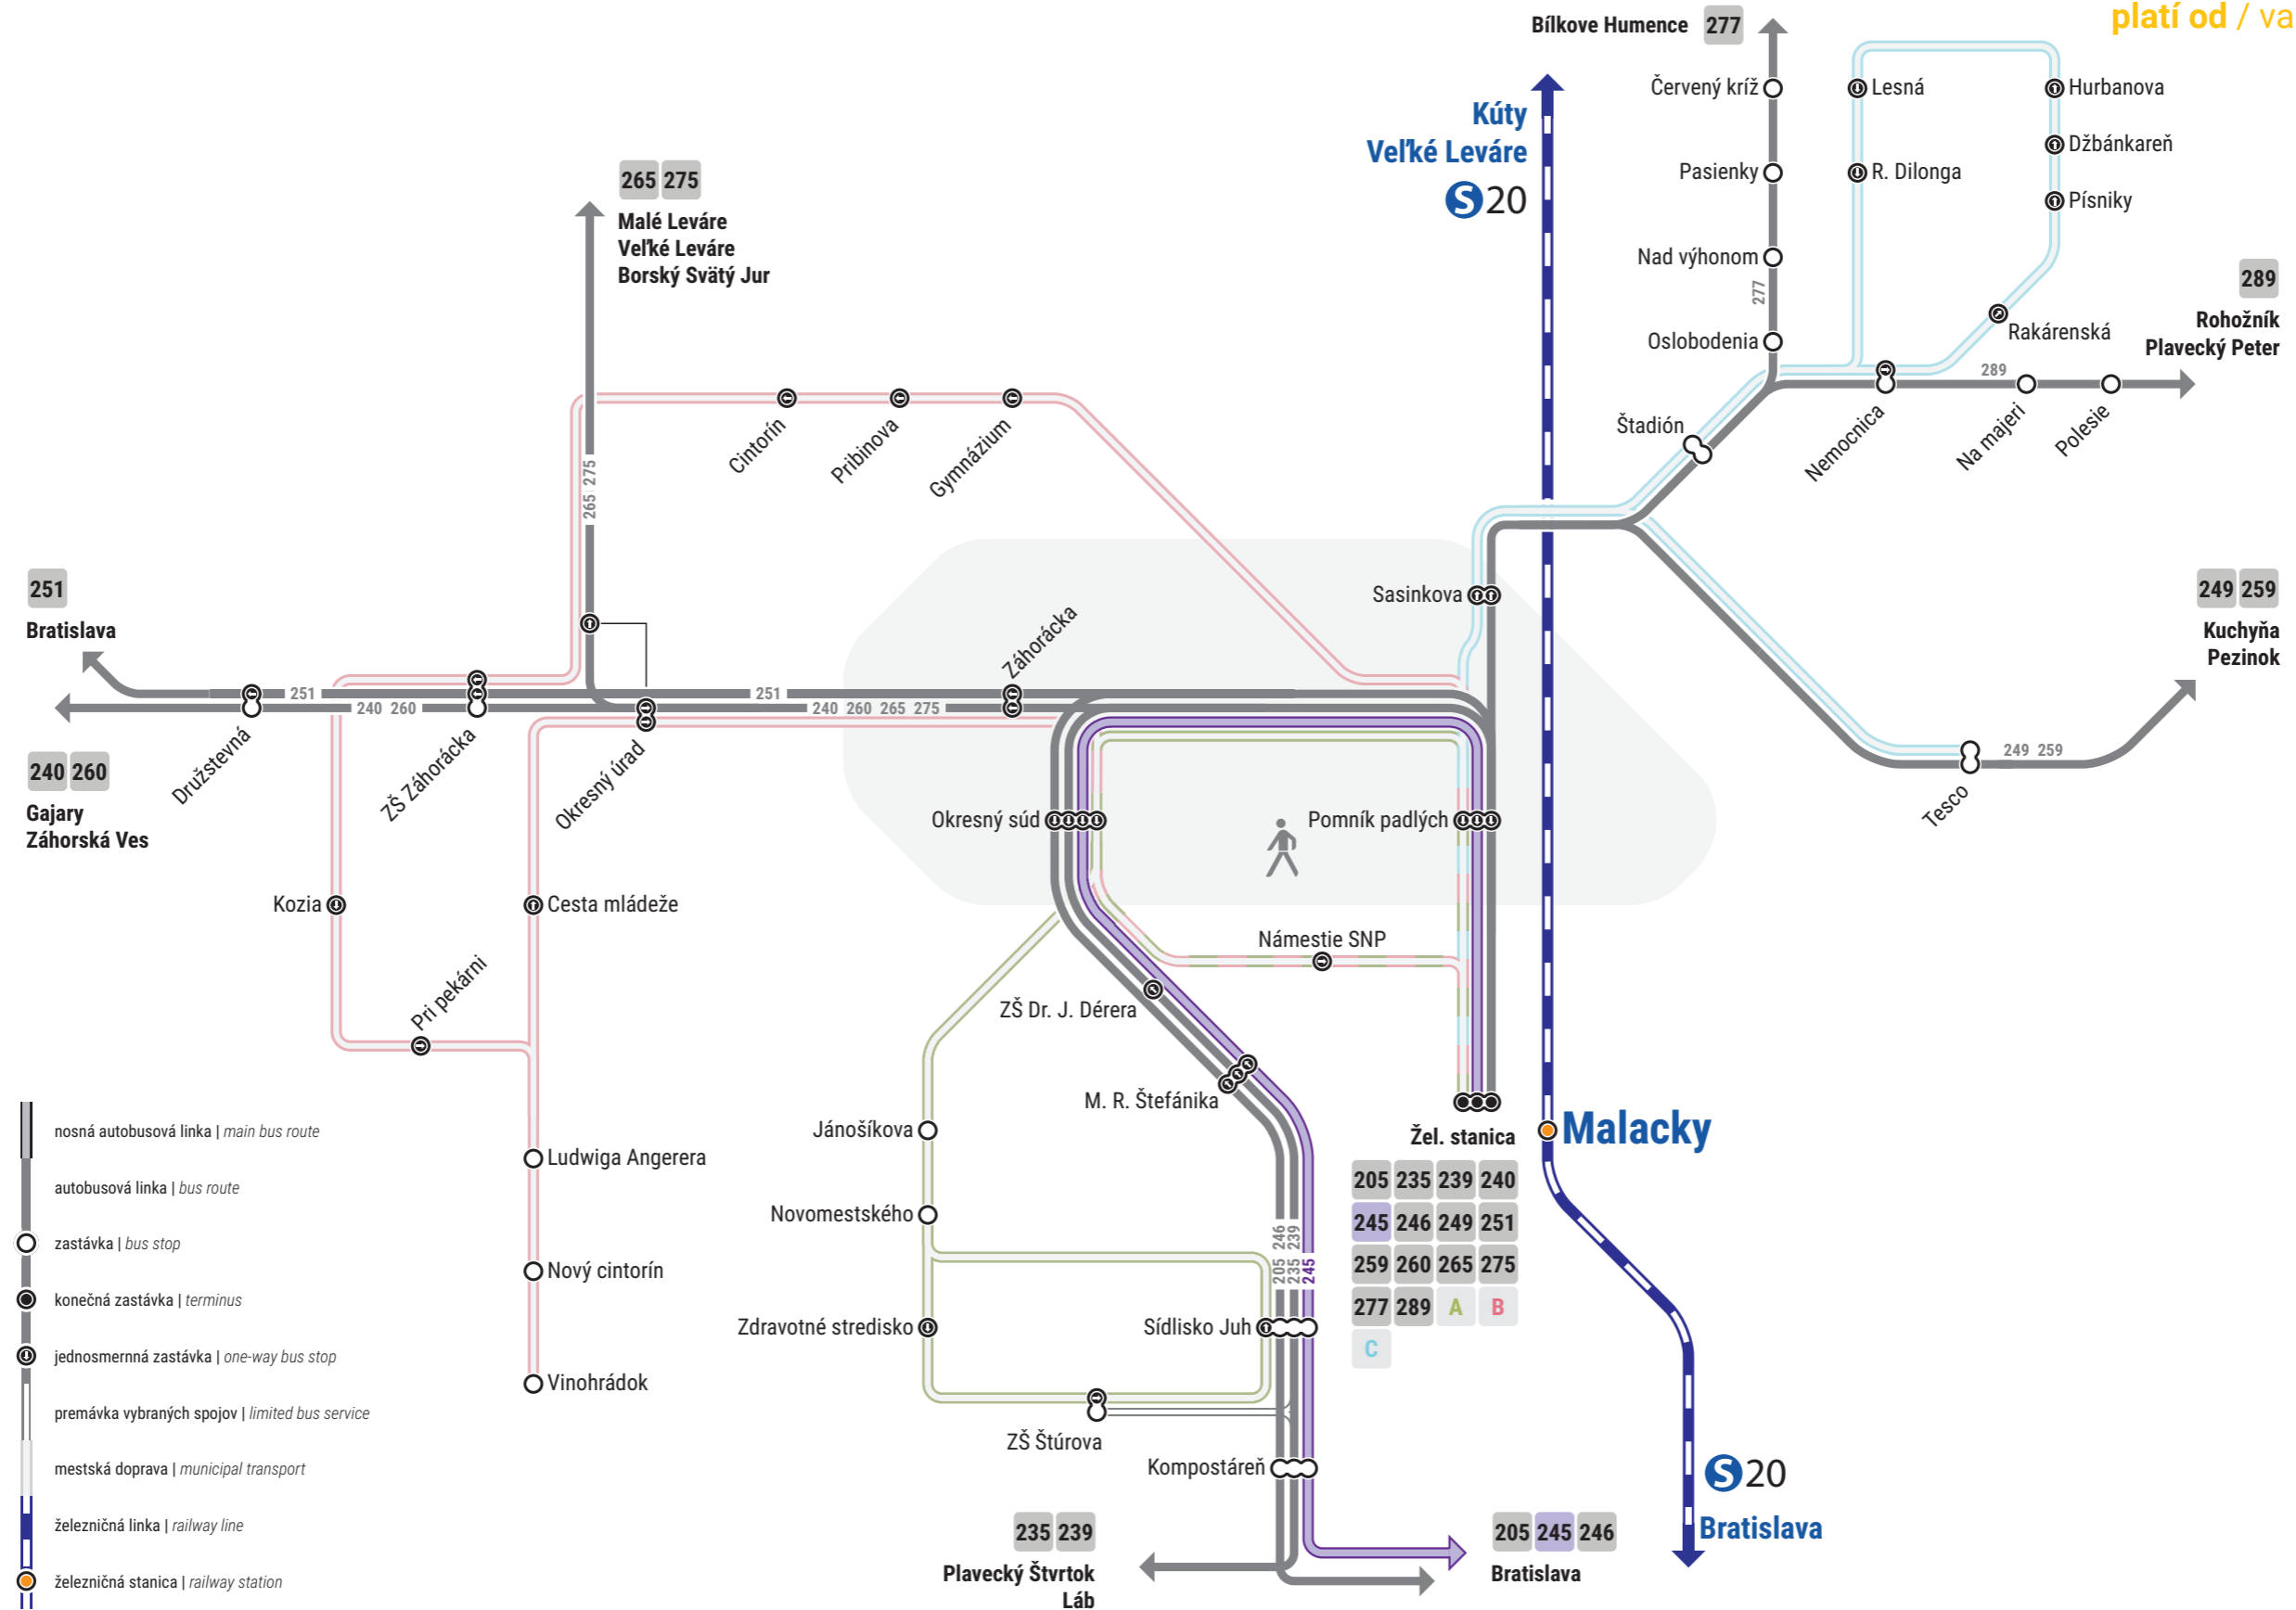 platí od / va
Bílkove Humence 277
Červený kríž
Lesná
Hurbanova
Kúty
Veľké Leváre
S 20
Džbánkareň
Pasienky
R. Dilonga
Písniky
265 275
Malé Leváre
Veľké Leváre
Borský Svätý Jur
Nad výhonom
277
289
Rohožník
Plavecký Peter
Oslobodenia
Rakárenská
289
Štadión
Nemocnica
Na majeri
Polesie
Cintorín
Pribinova
Gymnázium
265 275
251
Bratislava
Sasinkova
249 259
Kuchyňa
Pezinok
Záhorácka
251
251
240 260
240 260 265 275
240 260
Gajary
Záhorská Ves
Družstevná
ZŠ Záhorácka
Okresný úrad
249 259
Tesco
Okresný súd
Pomník padlých
Kozia
Cesta mládeže
Námestie SNP
Pri pekárni
ZŠ Dr. J. Dérera
M. R. Štefánika
Žel. stanica
Malacky
205 235 239 240
245 246 249 251
259 260 265 275
277 289 A B
C
Jánošíkova
Ludwiga Angerera
Novomestského
205 246
235 239
245
Nový cintorín
Zdravotné stredisko
Sídlisko Juh
Vinohrádok
ZŠ Štúrova
Kompostáreň
S 20
Bratislava
235 239
Plavecký Štvrtok
Láb
205 245 246
Bratislava
nosná autobusová linka | main bus route
autobusová linka | bus route
zastávka | bus stop
konečná zastávka | terminus
jednosmernná zastávka | one-way bus stop
premávka vybraných spojov | limited bus service
mestská doprava | municipal transport
železničná linka | railway line
železničná stanica | railway station